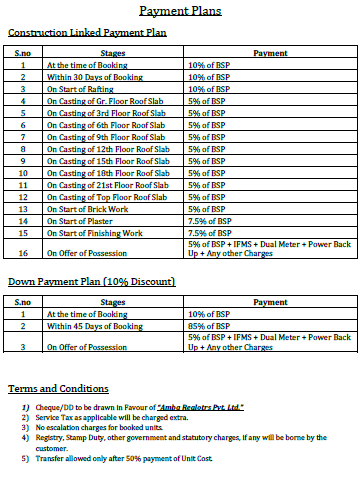 Payment Plans
Construction Linked Payment Plan
S.no Stages Payment
1 At the time of Booking 10% of BSP
2 Within 30 Days of Booking 10% of BSP
3 On Start of Rafting 10% of BSP
4 On Casting of Gr. Floor Roof Slab 5% of BSP
5 On Casting of 3rd Floor Roof Slab 5% of BSP
6 On Casting of 6th Floor Roof Slab 5% of BSP
7 On Casting of 9th Floor Roof Slab 5% of BSP
8 On Casting of 12th Floor Roof Slab 5% of BSP
9 On Casting of 15th Floor Roof Slab 5% of BSP
10 On Casting of 18th Floor Roof Slab 5% of BSP
11 On Casting of 21st Floor Roof Slab 5% of BSP
12 On Casting of Top Floor Roof Slab 5% of BSP
13 On Start of Brick Work 5% of BSP
14 On Start of Plaster 7.5% of BSP
15 On Start of Finishing Work 7.5% of BSP
5% of BSP + IFMS + Dual Meter + Power Back
16 On Offer of Possession Up + Any other Charges
Down Payment Plan (10% Discount)
S.no Stages Payment
1 At the time of Booking 10% of BSP
2 Within 45 Days of Booking 85% of BSP
5% of BSP + IFMS + Dual Meter + Power Back
3 On Offer of Possession Up + Any other Charges
Terms and Conditions
1) Cheque/DD to be drawn in Favour of "Amba Realotrs Pvt. Ltd."
2) Service Tax as applicable will be charged extra.
3) No escalation charges for booked units.
4) Registry, Stamp Duty, other government and statutory charges, if any will be borne by the
customer.
5) Transfer allowed only after 50% payment of Unit Cost.